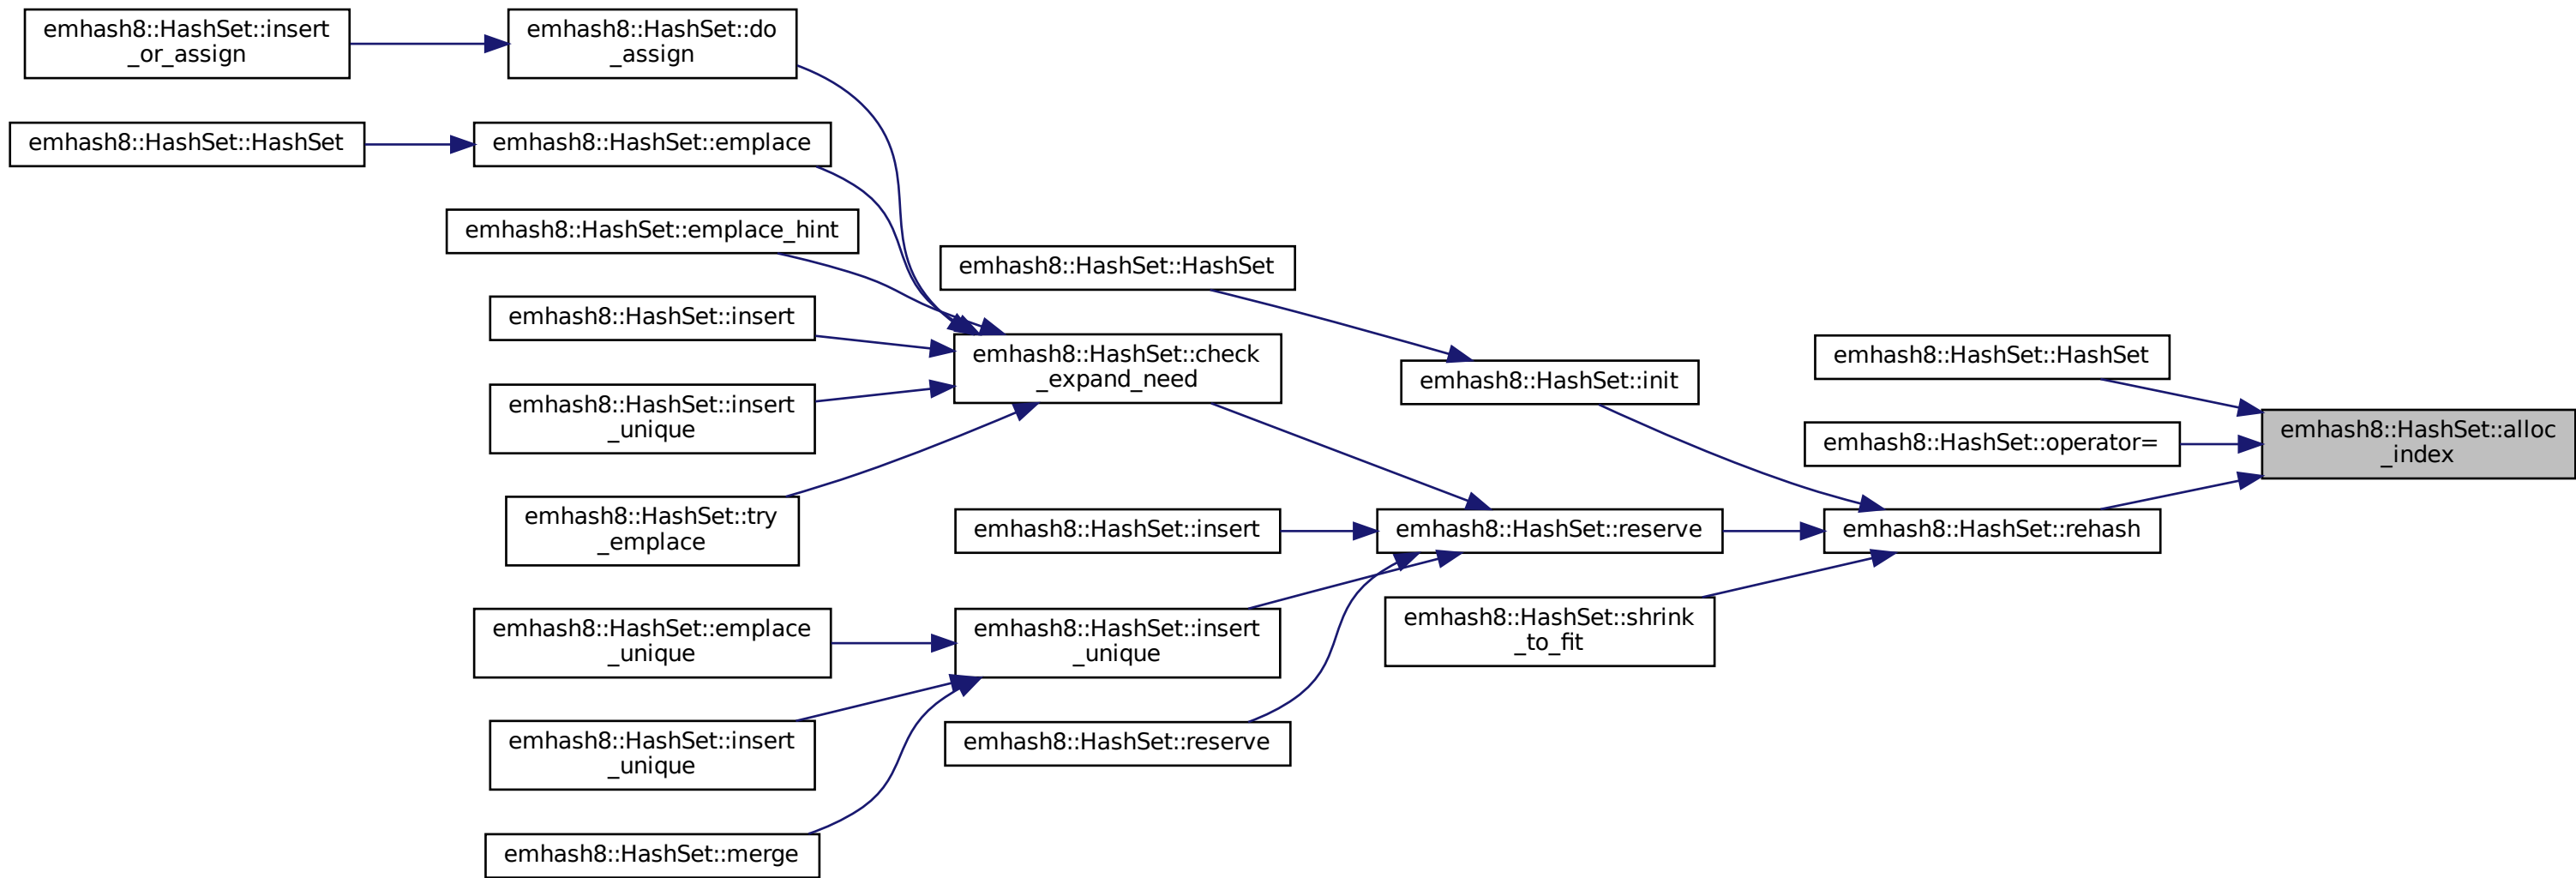 emhash8::HashSet::insert
_or_assign
emhash8::HashSet::do
_assign
emhash8::HashSet::HashSet
emhash8::HashSet::emplace
emhash8::HashSet::emplace_hint
emhash8::HashSet::insert
emhash8::HashSet::insert
_unique
emhash8::HashSet::try
_emplace
emhash8::HashSet::emplace
_unique
emhash8::HashSet::insert
_unique
emhash8::HashSet::merge
emhash8::HashSet::HashSet
emhash8::HashSet::check
_expand_need
emhash8::HashSet::insert
emhash8::HashSet::insert
_unique
emhash8::HashSet::reserve
emhash8::HashSet::init
emhash8::HashSet::reserve
emhash8::HashSet::shrink
_to_fit
emhash8::HashSet::HashSet
emhash8::HashSet::operator=
emhash8::HashSet::rehash
emhash8::HashSet::alloc
_index